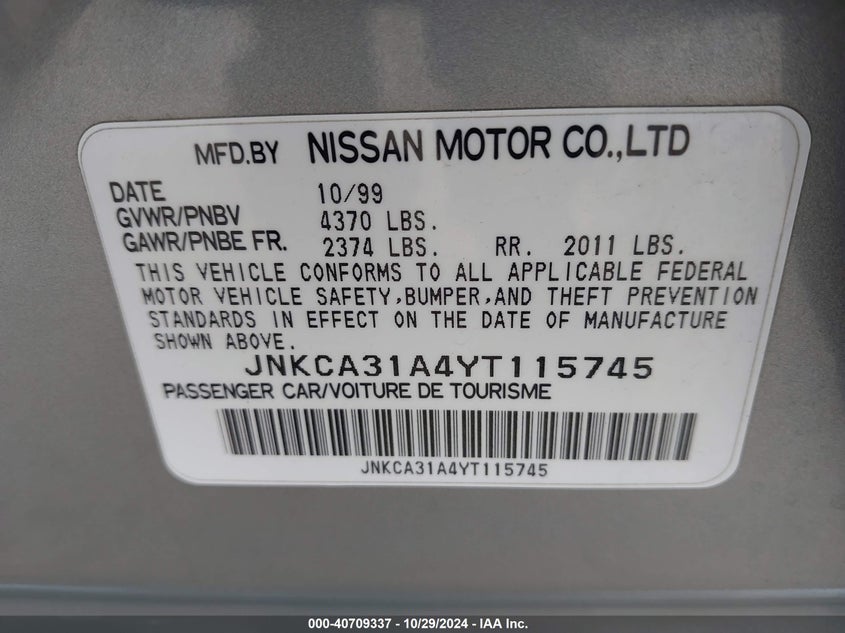 MFD.BY NISSAN MOTOR CO.,LTD
DATE 10/99
GVWR/PNBV 4370 LBS.
GAWR/PNBE FR. 2374 LBS. RR. 2011 LBS.
THIS VEHICLE CONFORMS TO ALL APPLICABLE FEDERAL
MOTOR VEHICLE SAFETY,BUMPER,AND THEFT PREVENTION
STANDARDS IN EFFECT ON THE DATE OF MANUFACTURE
SHOWN ABOVE.
JNKCA31A4YT115745
PASSENGER CAR/VOITURE DE TOURISME
JNKCA31A4YT115745
000-40709337 - 10/29/2024 - IAA Inc.